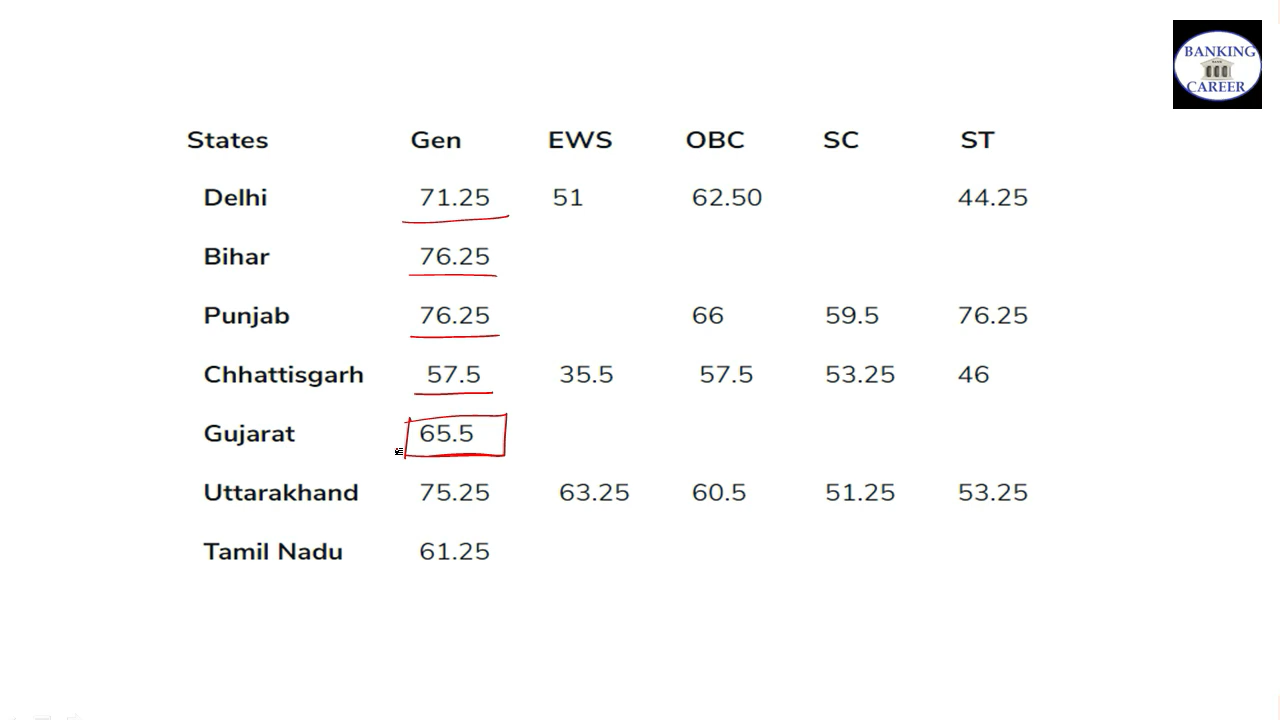 BANKING
BANK
CAREER
States Gen EWS OBC SC ST
Delhi 71.25 51 62.50 44.25
Bihar 76.25
Punjab 76.25 66 59.5 76.25
Chhattisgarh 57.5 35.5 57.5 53.25 46
Gujarat 65.5
Uttarakhand 75.25 63.25 60.5 51.25 53.25
Tamil Nadu 61.25